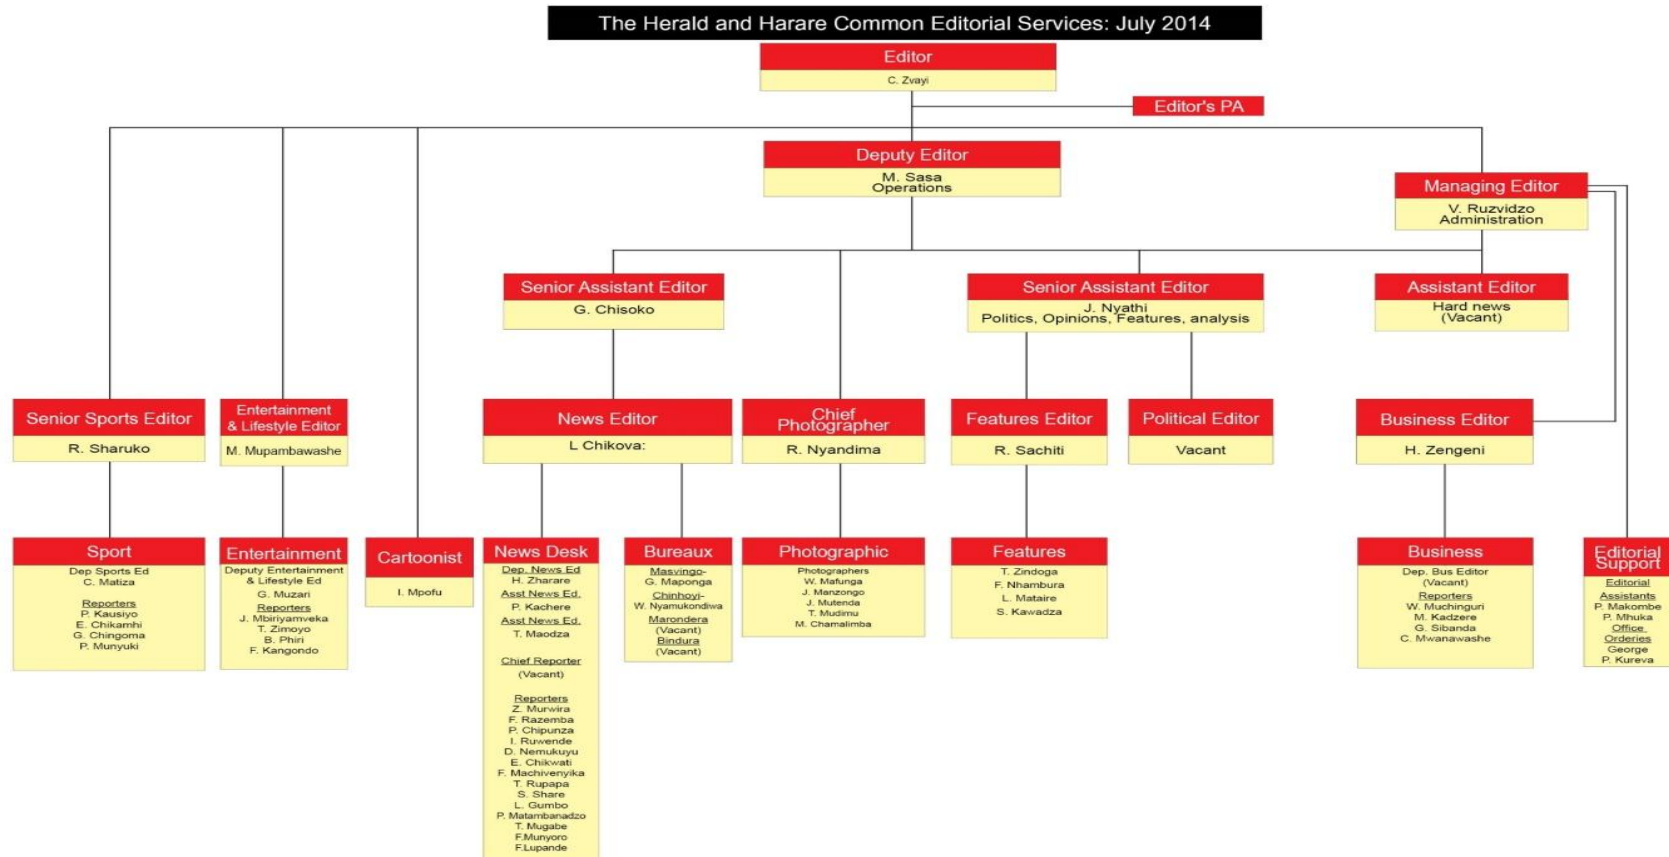 The Herald and Harare Common Editorial Services: July 2014
Editor
C. Zvayi
Editor's PA
Deputy Editor
M. Sasa
Operations
Managing Editor
V. Ruzvidzo
Administration
Senior Assistant Editor
G. Chisoko
Senior Assistant Editor
J. Nyathi
Politics, Opinions, Features, analysis
Assistant Editor
Hard news
(Vacant)
Senior Sports Editor
R. Sharuko
Entertainment
& Lifestyle Editor
M. Mupambawashe
News Editor
L Chikova:
Chief
Photographer
R. Nyandima
Features Editor
R. Sachiti
Political Editor
Vacant
Business Editor
H. Zengeni
Sport
Dep Sports Ed
C. Matiza
Reporters
P. Kausiyo
E. Chikamhi
G. Chingoma
P. Munyuki
Entertainment
Deputy Entertainment
& Lifestyle Ed
G. Muzari
Reporters
J. Mbiriyamveka
T. Zimoyo
B. Phiri
F. Kangondo
Cartoonist
I. Mpofu
News Desk
Dep. News Ed
H. Zharare
Asst News Ed.
P. Kachere
Asst News Ed.
T. Maodza
Chief Reporter
(Vacant)
Reporters
Z. Murwira
F. Razemba
P. Chipunza
I. Ruwende
D. Nemukuyu
E. Chikwati
F. Machivenyika
T. Rupapa
S. Share
L. Gumbo
P. Matambanadzo
T. Mugabe
F.Munyoro
F.Lupande
Bureaux
Masvingo-
G. Maponga
Chinhoyi-
W. Nyamukondiwa
Marondera
(Vacant)
Bindura
(Vacant)
Photographic
Photographers
W. Mafunga
J. Manzongo
J. Mutenda
T. Mudimu
M. Chamalimba
Features
T. Zindoga
F. Nhambura
L. Mataire
S. Kawadza
Business
Dep. Bus Editor
(Vacant)
Reporters
W. Muchinguri
M. Kadzere
G. Sibanda
C. Mwanawashe
Editorial
Support
Editorial
Assistants
P. Makombe
P. Mhuka
Office
Orderies
George
P. Kureva